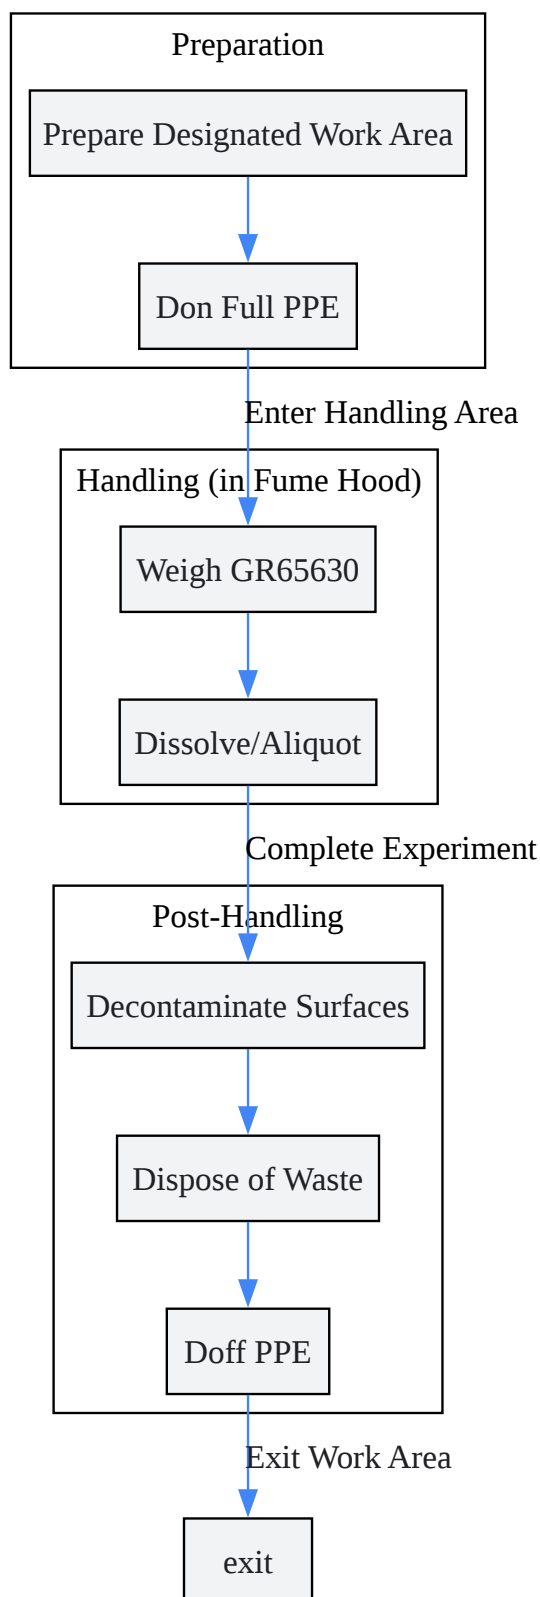 Preparation
Prepare Designated Work Area
Don Full PPE
Enter Handling Area
Handling (in Fume Hood)
Weigh GR65630
Dissolve/Aliquot
Complete Experiment
Post-Handling
Decontaminate Surfaces
Dispose of Waste
Doff PPE
Exit Work Area
exit